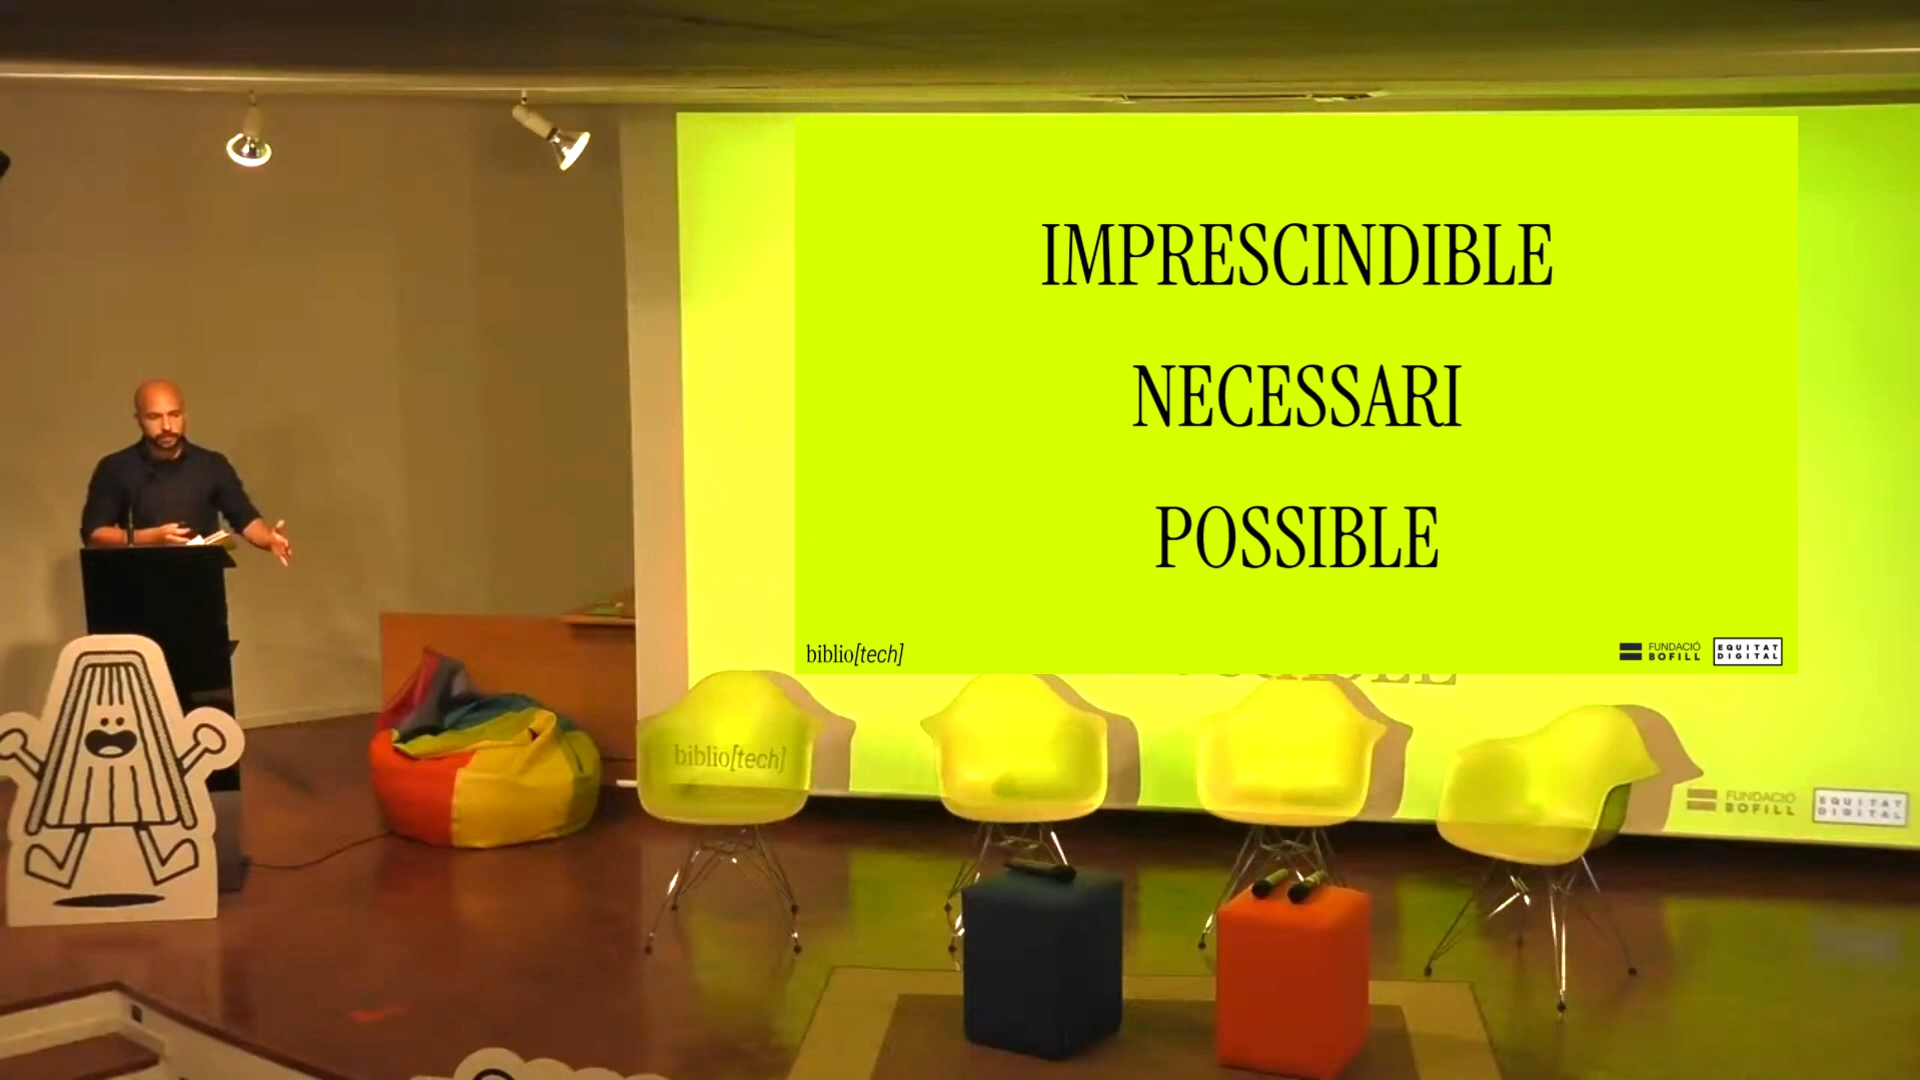 IMPRESCINDIBLE
NECESSARI
POSSIBLE
biblio[tech]
FUNDACIÓ
BOFILL
EQUITAT
DIGITAL
biblio[tech]
FUNDACIÓ
BOFILL
EQUITAT
DIGITAL